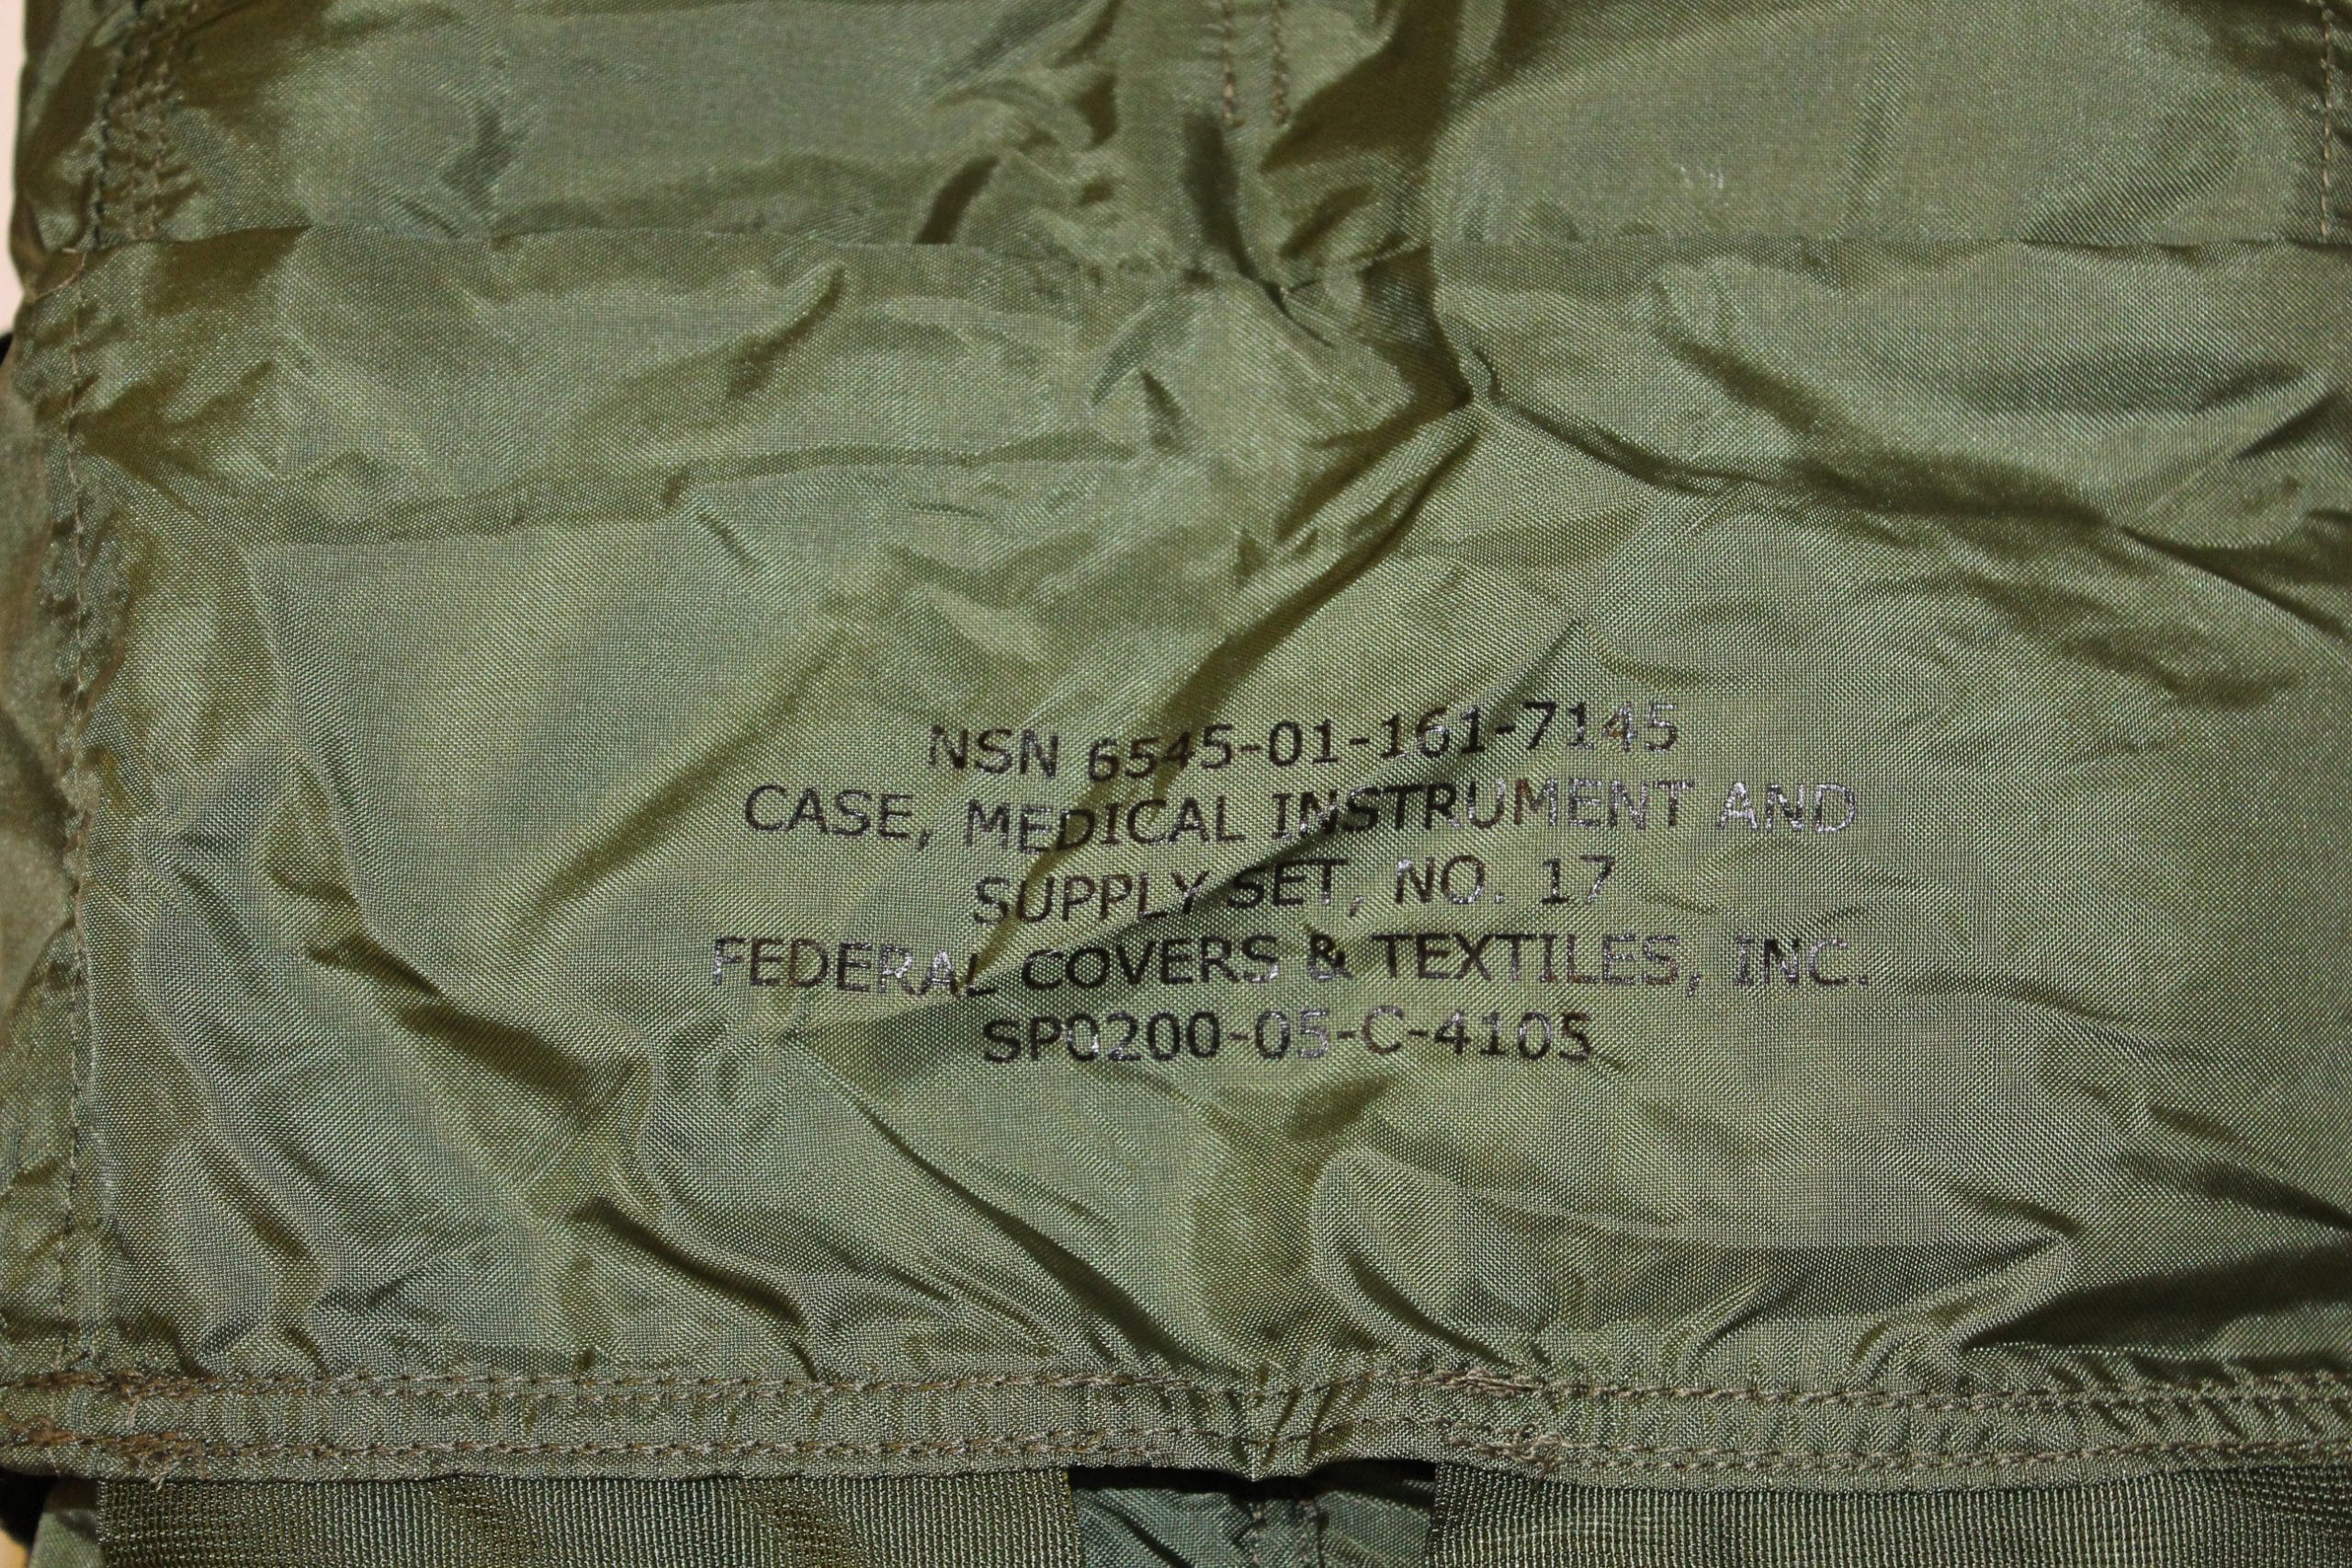 NSN 6545-01-161-7145
CASE, MEDICAL INSTRUMENT AND
SUPPLY SET, NO. 17
FEDERAL COVERS & TEXTILES, INC.
SP0200-05-C-4105